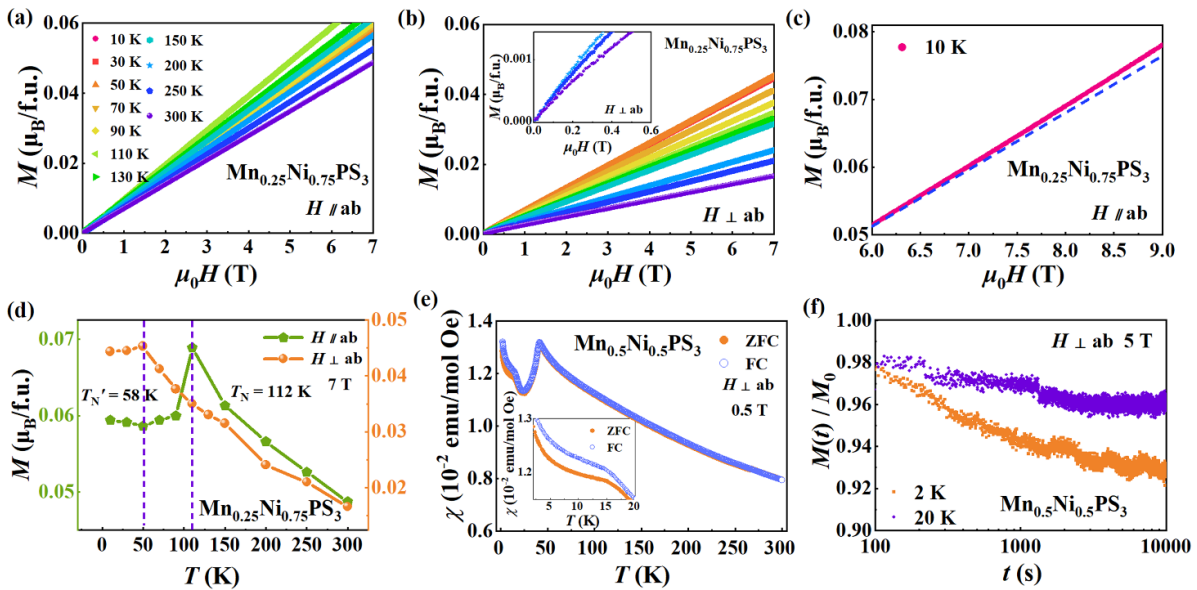 (a)
0.06
0.04
0.02
0.00
M (μB/f.u.)
10 K
30 K
50 K
70 K
90 K
110 K
130 K
150 K
200 K
250 K
300 K
Mn0.25Ni0.75PS3
H // ab
0 1 2 3 4 5 6 7
μ0H (T)
(b)
0.06
0.04
0.02
0.00
M (μB/f.u.)
Mn0.25Ni0.75PS3
0.001
0.000
M (μB/f.u.)
H ⊥ ab
0.0 0.2 0.4 0.6
μ0H (T)
H ⊥ ab
0 1 2 3 4 5 6 7
μ0H (T)
(c)
0.08
0.07
0.06
0.05
M (μB/f.u.)
10 K
Mn0.25Ni0.75PS3
H // ab
6.0 6.5 7.0 7.5 8.0 8.5 9.0
μ0H (T)
(d)
0.07
0.06
0.05
M (μB/f.u.)
H // ab
H ⊥ ab
7 T
TN′ = 58 K
TN = 112 K
Mn0.25Ni0.75PS3
0.05
0.04
0.03
0.02
0 50 100 150 200 250 300
T (K)
(e)
1.4
1.2
1.0
0.8
0.6
χ (10-2 emu/mol Oe)
Mn0.5Ni0.5PS3
ZFC
FC
H ⊥ ab
0.5 T
1.3
1.2
χ (10-2 emu/mol Oe)
ZFC
FC
5 10 15 20
T (K)
0 50 100 150 200 250 300
T (K)
(f)
1.00
0.98
0.96
0.94
0.92
0.90
M(t) / M0
H ⊥ ab 5 T
2 K
20 K
Mn0.5Ni0.5PS3
100 1000 10000
t (s)